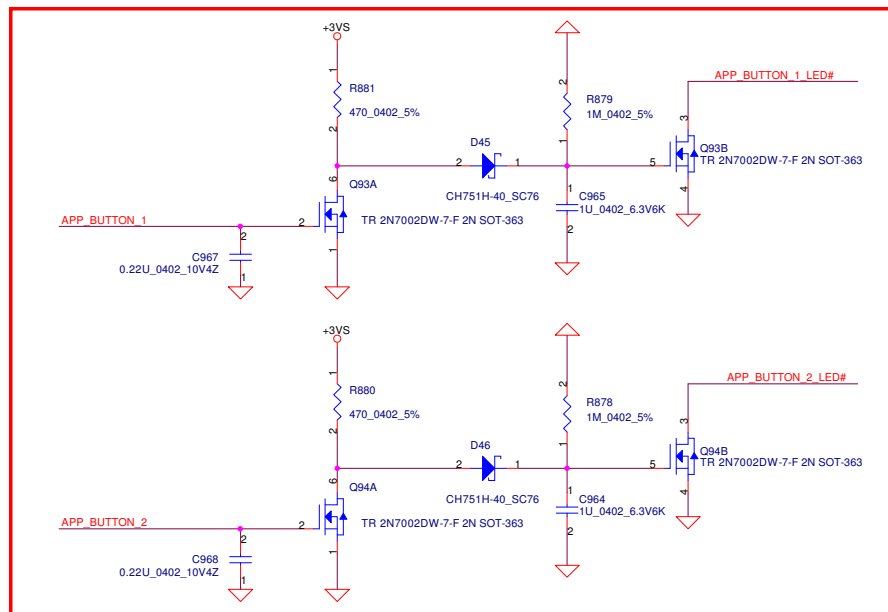 +3VS
1
R881
470_0402_5%
2
2
R879
1M_0402_5%
1
APP_BUTTON_1_LED#
D45
2
1
CH751H-40_SC76
3
Q93B
5
TR 2N7002DW-7-F 2N SOT-363
4
6
Q93A
2
TR 2N7002DW-7-F 2N SOT-363
1
1
C965
1U_0402_6.3V6K
2
APP_BUTTON_1
2
C967
0.22U_0402_10V4Z
1
+3VS
1
R880
470_0402_5%
2
2
R878
1M_0402_5%
1
APP_BUTTON_2_LED#
D46
2
1
CH751H-40_SC76
3
Q94B
5
TR 2N7002DW-7-F 2N SOT-363
4
6
Q94A
2
TR 2N7002DW-7-F 2N SOT-363
1
1
C964
1U_0402_6.3V6K
2
APP_BUTTON_2
2
C968
0.22U_0402_10V4Z
1